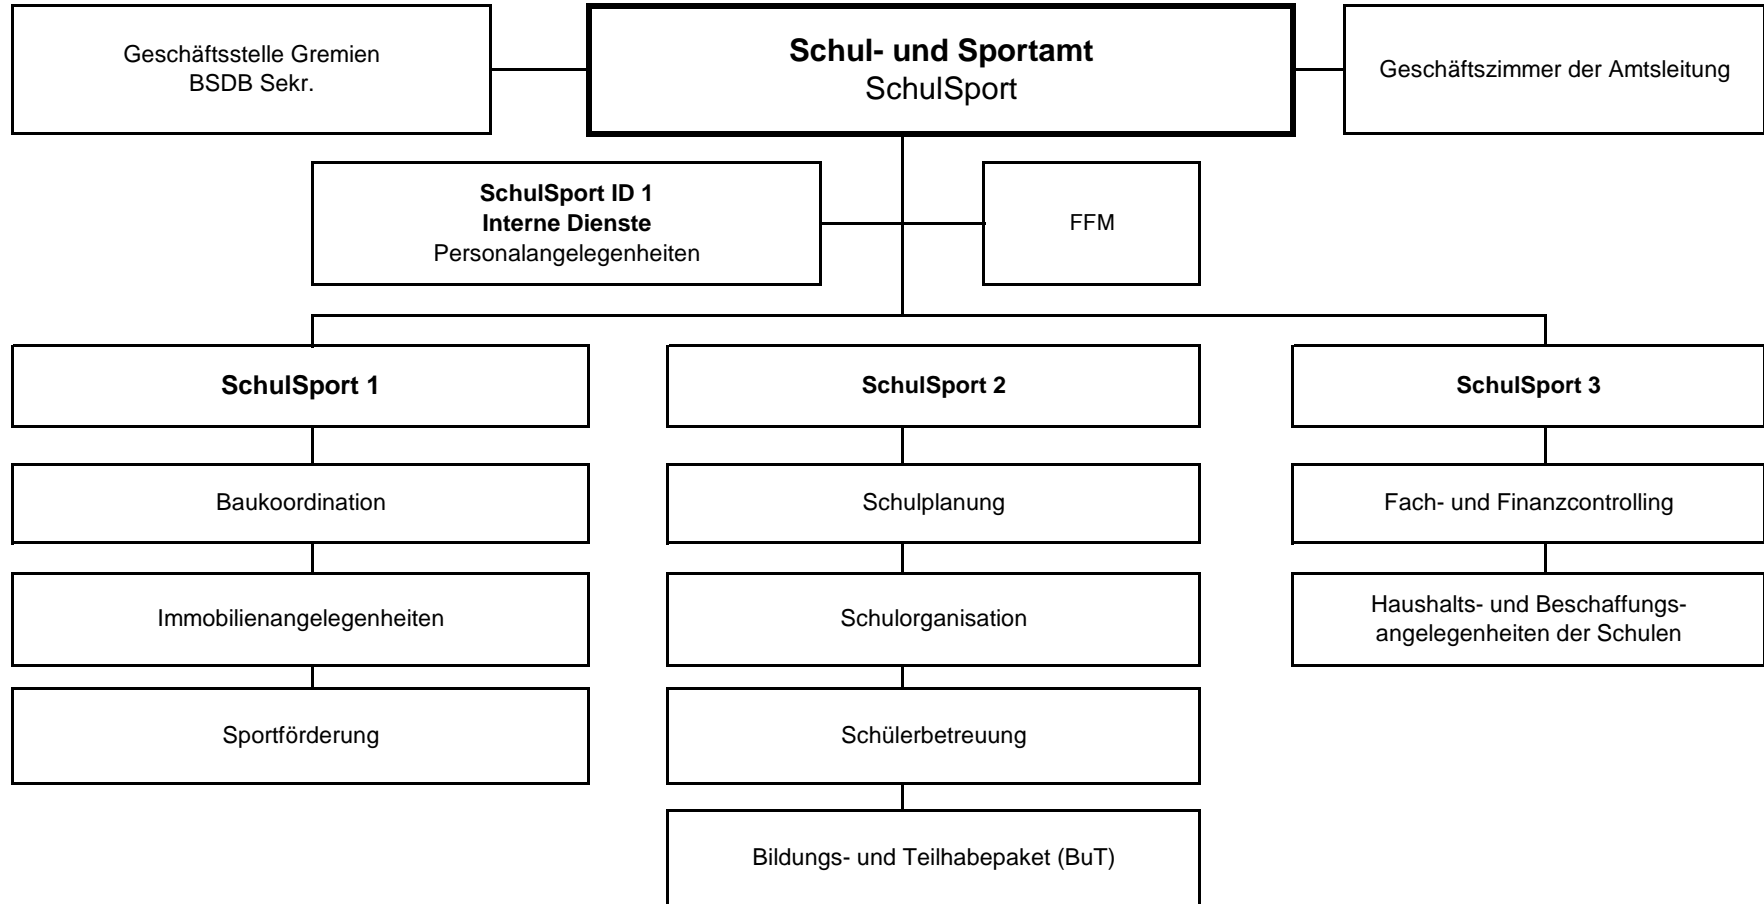 Geschäftsstelle Gremien
BSDB Sekr.
Schul- und Sportamt
SchulSport
Geschäftszimmer der Amtsleitung
SchulSport ID 1
Interne Dienste
Personalangelegenheiten
FFM
SchulSport 1
SchulSport 2
SchulSport 3
Baukoordination
Schulplanung
Fach- und Finanzcontrolling
Immobilienangelegenheiten
Schulorganisation
Haushalts- und Beschaffungs-
angelegenheiten der Schulen
Sportförderung
Schülerbetreuung
Bildungs- und Teilhabepaket (BuT)